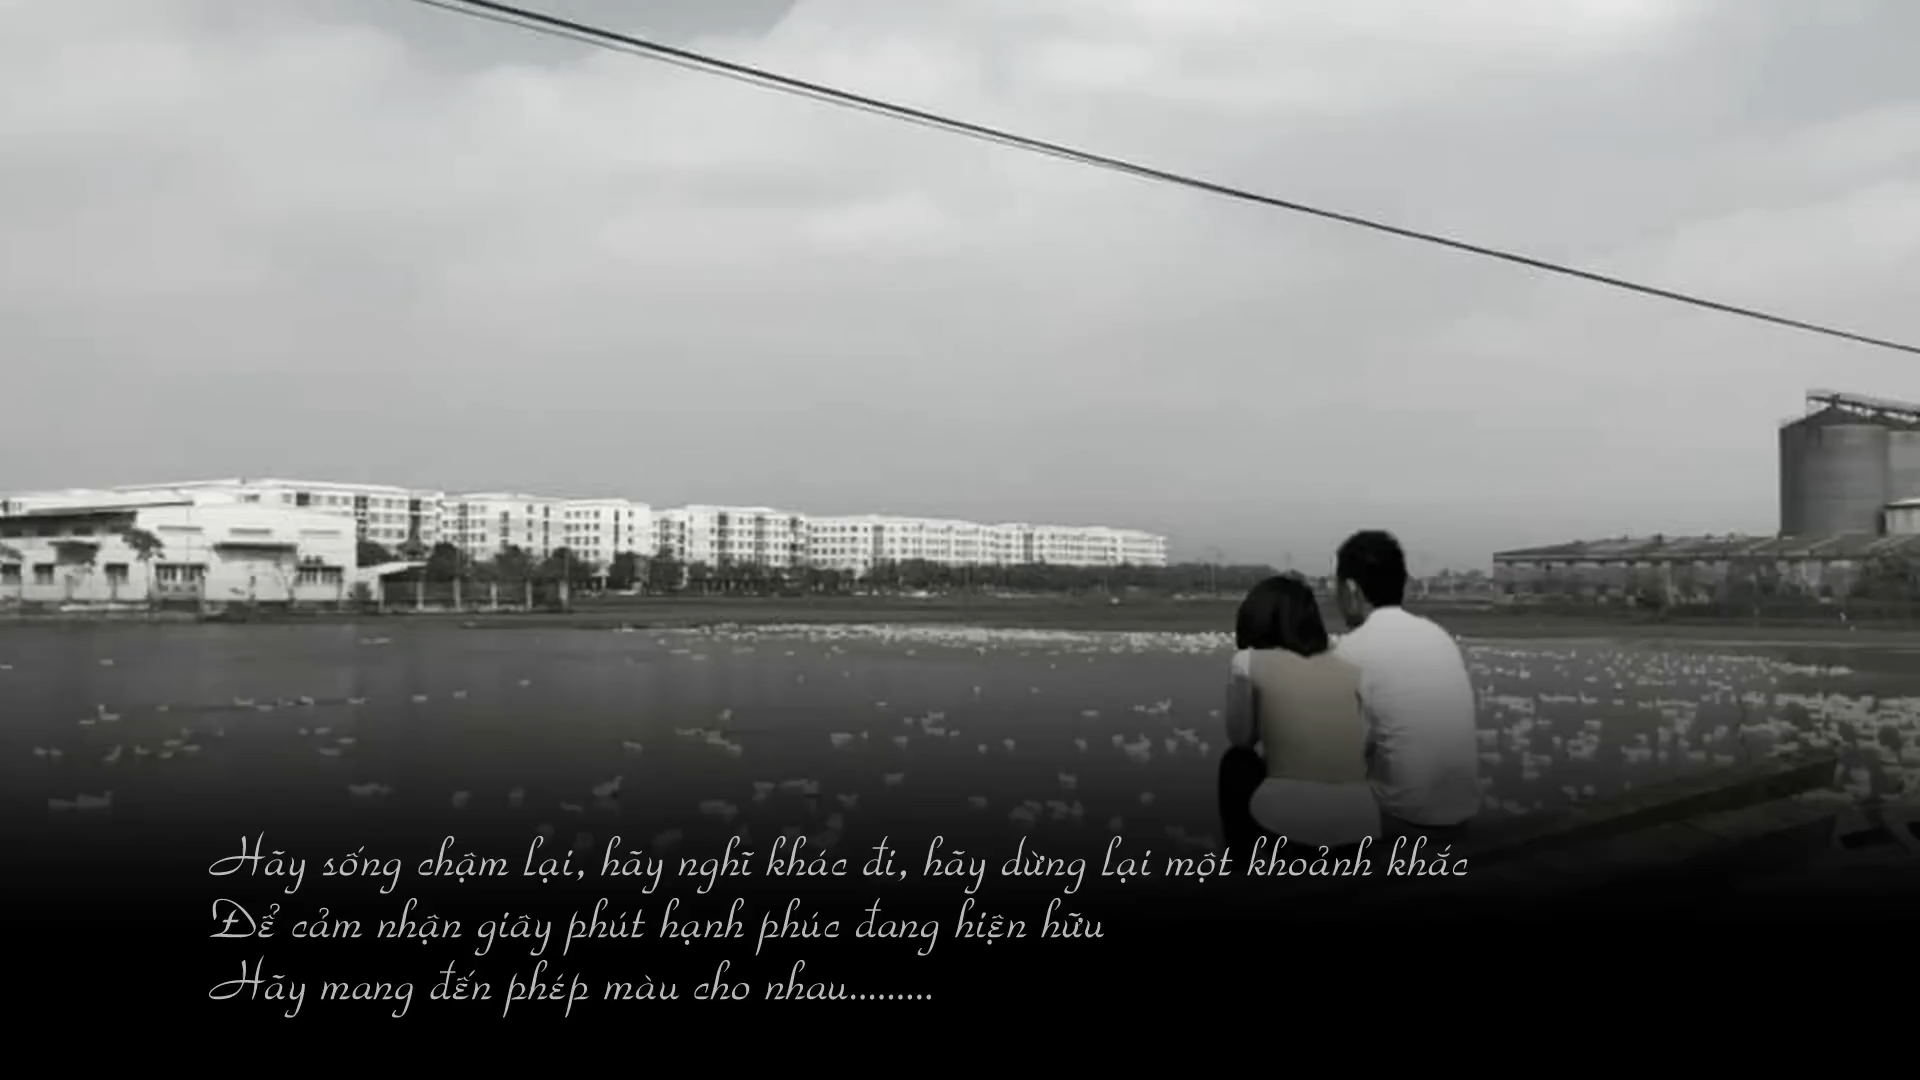 Hãy sống chậm lại, hãy nghĩ khác đi, hãy dừng lại một khoảnh khắc
Để cảm nhận giây phút hạnh phúc đang hiện hữu
Hãy mang đến phép màu cho nhau.........